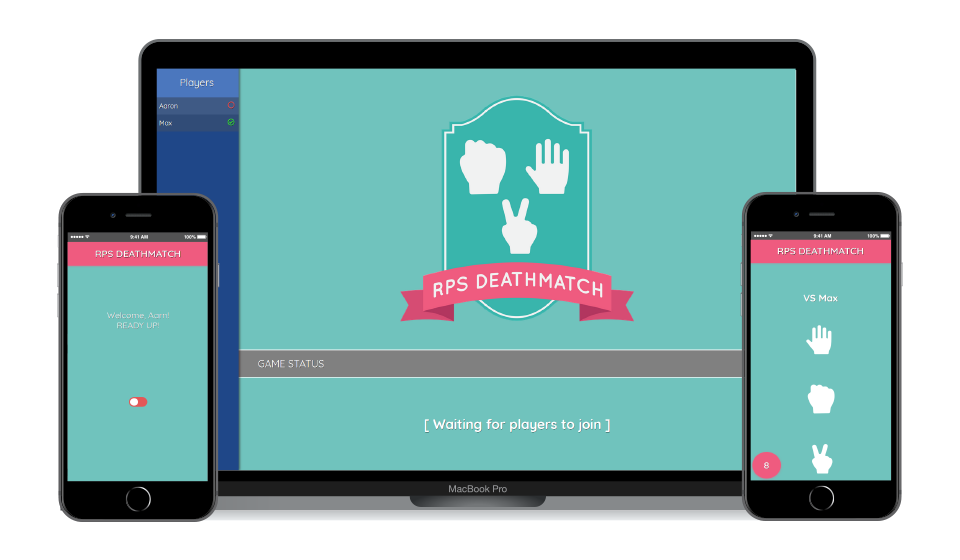 Players
Aaron
Max
RPS DEATHMATCH
GAME STATUS
[ Waiting for players to join ]
MacBook Pro
9:41 AM
100%
RPS DEATHMATCH
Welcome, Aarn!
READY UP!
9:41 AM
100%
RPS DEATHMATCH
VS Max
8